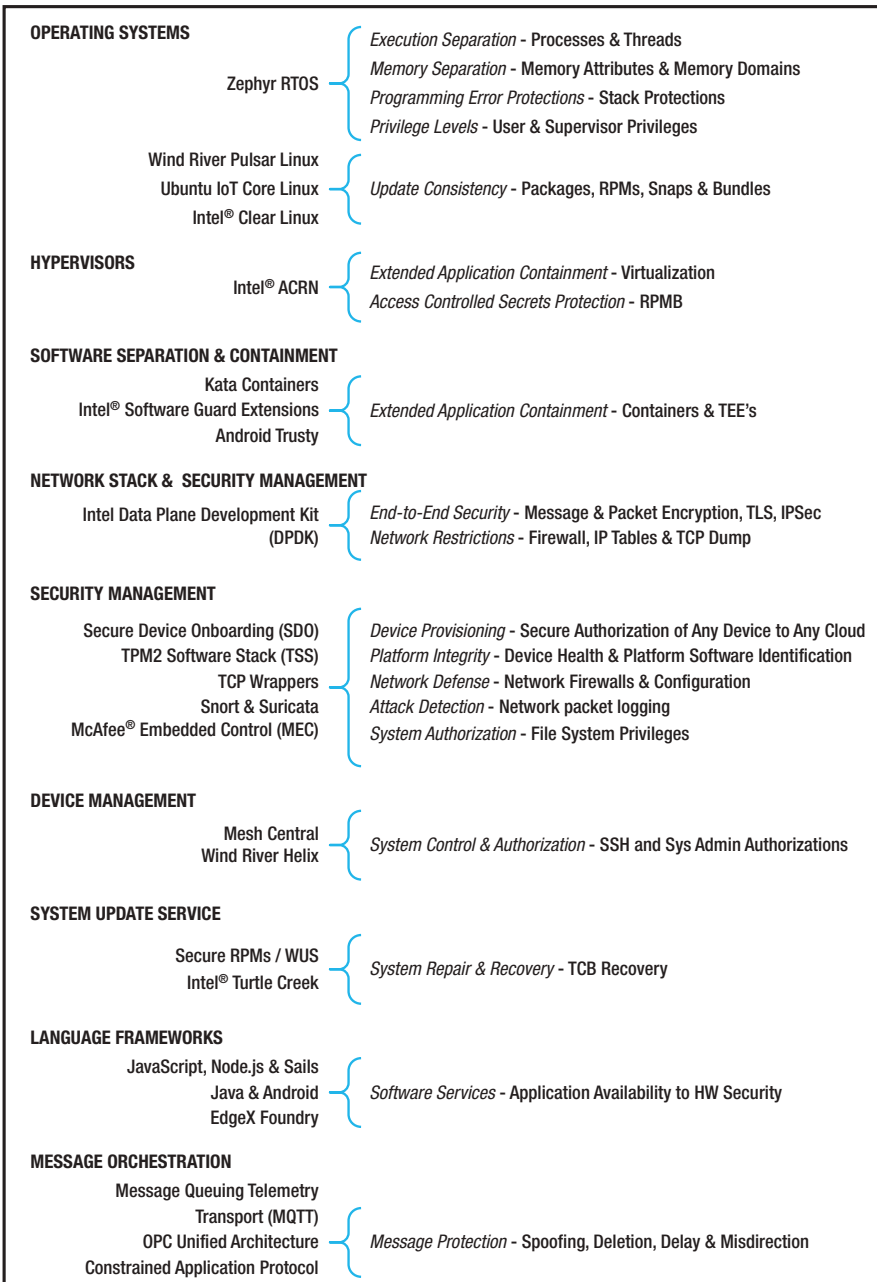 OPERATING SYSTEMS
Zephyr RTOS
Execution Separation - Processes & Threads
Memory Separation - Memory Attributes & Memory Domains
Programming Error Protections - Stack Protections
Privilege Levels - User & Supervisor Privileges
Wind River Pulsar Linux
Ubuntu IoT Core Linux
Intel® Clear Linux
Update Consistency - Packages, RPMs, Snaps & Bundles
HYPERVISORS
Intel® ACRN
Extended Application Containment - Virtualization
Access Controlled Secrets Protection - RPMB
SOFTWARE SEPARATION & CONTAINMENT
Kata Containers
Intel® Software Guard Extensions
Android Trusty
Extended Application Containment - Containers & TEE's
NETWORK STACK & SECURITY MANAGEMENT
Intel Data Plane Development Kit
(DPDK)
End-to-End Security - Message & Packet Encryption, TLS, IPSec
Network Restrictions - Firewall, IP Tables & TCP Dump
SECURITY MANAGEMENT
Secure Device Onboarding (SDO)
TPM2 Software Stack (TSS)
TCP Wrappers
Snort & Suricata
McAfee® Embedded Control (MEC)
Device Provisioning - Secure Authorization of Any Device to Any Cloud
Platform Integrity - Device Health & Platform Software Identification
Network Defense - Network Firewalls & Configuration
Attack Detection - Network packet logging
System Authorization - File System Privileges
DEVICE MANAGEMENT
Mesh Central
Wind River Helix
System Control & Authorization - SSH and Sys Admin Authorizations
SYSTEM UPDATE SERVICE
Secure RPMs / WUS
Intel® Turtle Creek
System Repair & Recovery - TCB Recovery
LANGUAGE FRAMEWORKS
JavaScript, Node.js & Sails
Java & Android
EdgeX Foundry
Software Services - Application Availability to HW Security
MESSAGE ORCHESTRATION
Message Queuing Telemetry
Transport (MQTT)
OPC Unified Architecture
Constrained Application Protocol
Message Protection - Spoofing, Deletion, Delay & Misdirection